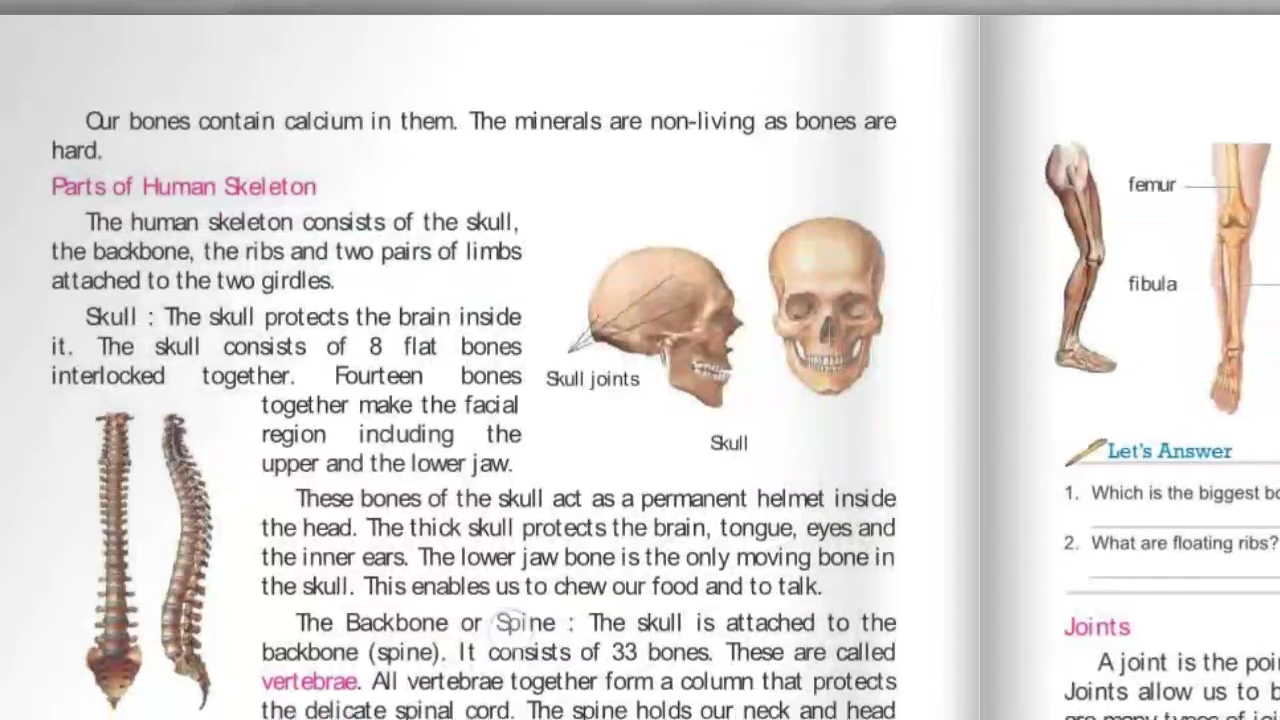 Our bones contain calcium in them. The minerals are non-living as bones are
hard.
Parts of Human Skeleton
The human skeleton consists of the skull,
the backbone, the ribs and two pairs of limbs
attached to the two girdles.
Skull : The skull protects the brain inside
it. The skull consists of 8 flat bones
interlocked together. Fourteen bones
together make the facial
region including the
upper and the lower jaw.
Skull joints
Skull
These bones of the skull act as a permanent helmet inside
the head. The thick skull protects the brain, tongue, eyes and
the inner ears. The lower jaw bone is the only moving bone in
the skull. This enables us to chew our food and to talk.
The Backbone or Spine : The skull is attached to the
backbone (spine). It consists of 33 bones. These are called
vertebrae. All vertebrae together form a column that protects
the delicate spinal cord. The spine holds our neck and head
femur
fibula
Let's Answer
1. Which is the biggest
2. What are floating ribs?
Joints
A joint is the
Joints allow us to
are many types of